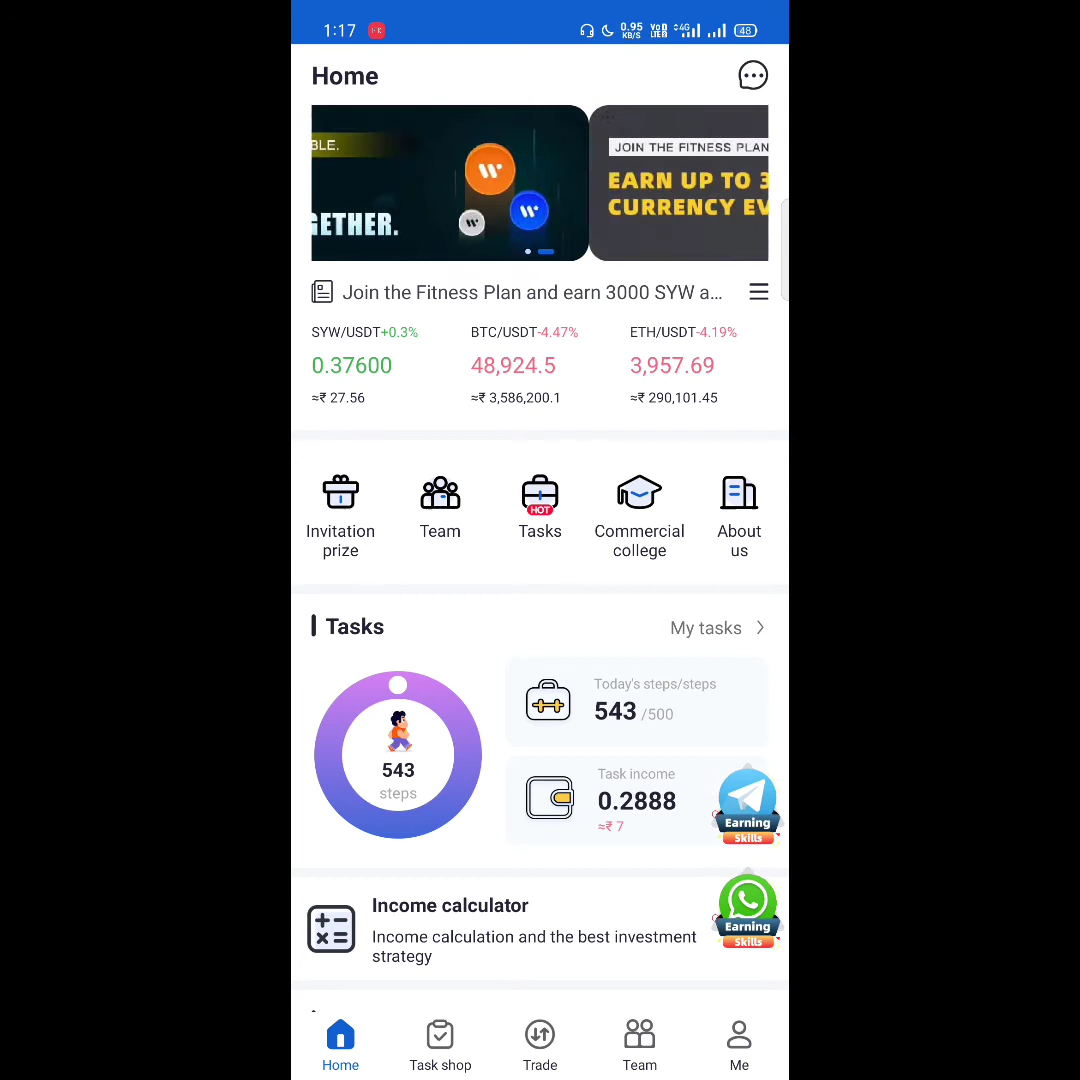 1:17
0.95
KB/S
4G
48
Home
BLE.
GETHER.
JOIN THE FITNESS PLAN
EARN UP TO 3
CURRENCY EV
Join the Fitness Plan and earn 3000 SYW a...
SYW/USDT+0.3%
BTC/USDT-4.47%
ETH/USDT-4.19%
0.37600
48,924.5
3,957.69
≈₹ 27.56
≈₹ 3,586,200.1
≈₹ 290,101.45
HOT
Invitation
prize
Team
Tasks
Commercial
college
About
us
Tasks
My tasks
543
steps
Today's steps/steps
543 /500
Task income
0.2888
≈₹ 7
Earning
Skills
Income calculator
Income calculation and the best investment
strategy
Earning
Skills
Home
Task shop
Trade
Team
Me